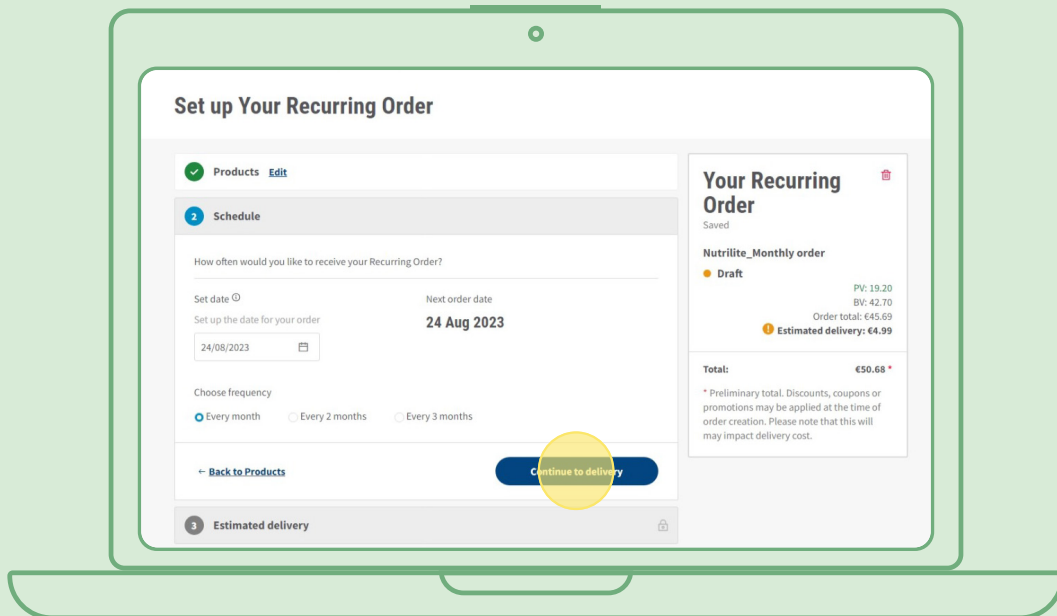 Set up Your Recurring Order
Products Edit
2 Schedule
How often would you like to receive your Recurring Order?
Set date
Set up the date for your order
24/08/2023
Next order date
24 Aug 2023
Choose frequency
Every month
Every 2 months
Every 3 months
← Back to Products
Continue to delivery
3 Estimated delivery
Your Recurring
Order
Saved
Nutrilite_Monthly order
Draft
PV: 19.20
BV: 42.70
Order total: €45.69
Estimated delivery: €4.99
Total: €50.68 *
* Preliminary total. Discounts, coupons or
promotions may be applied at the time of
order creation. Please note that this will
may impact delivery cost.